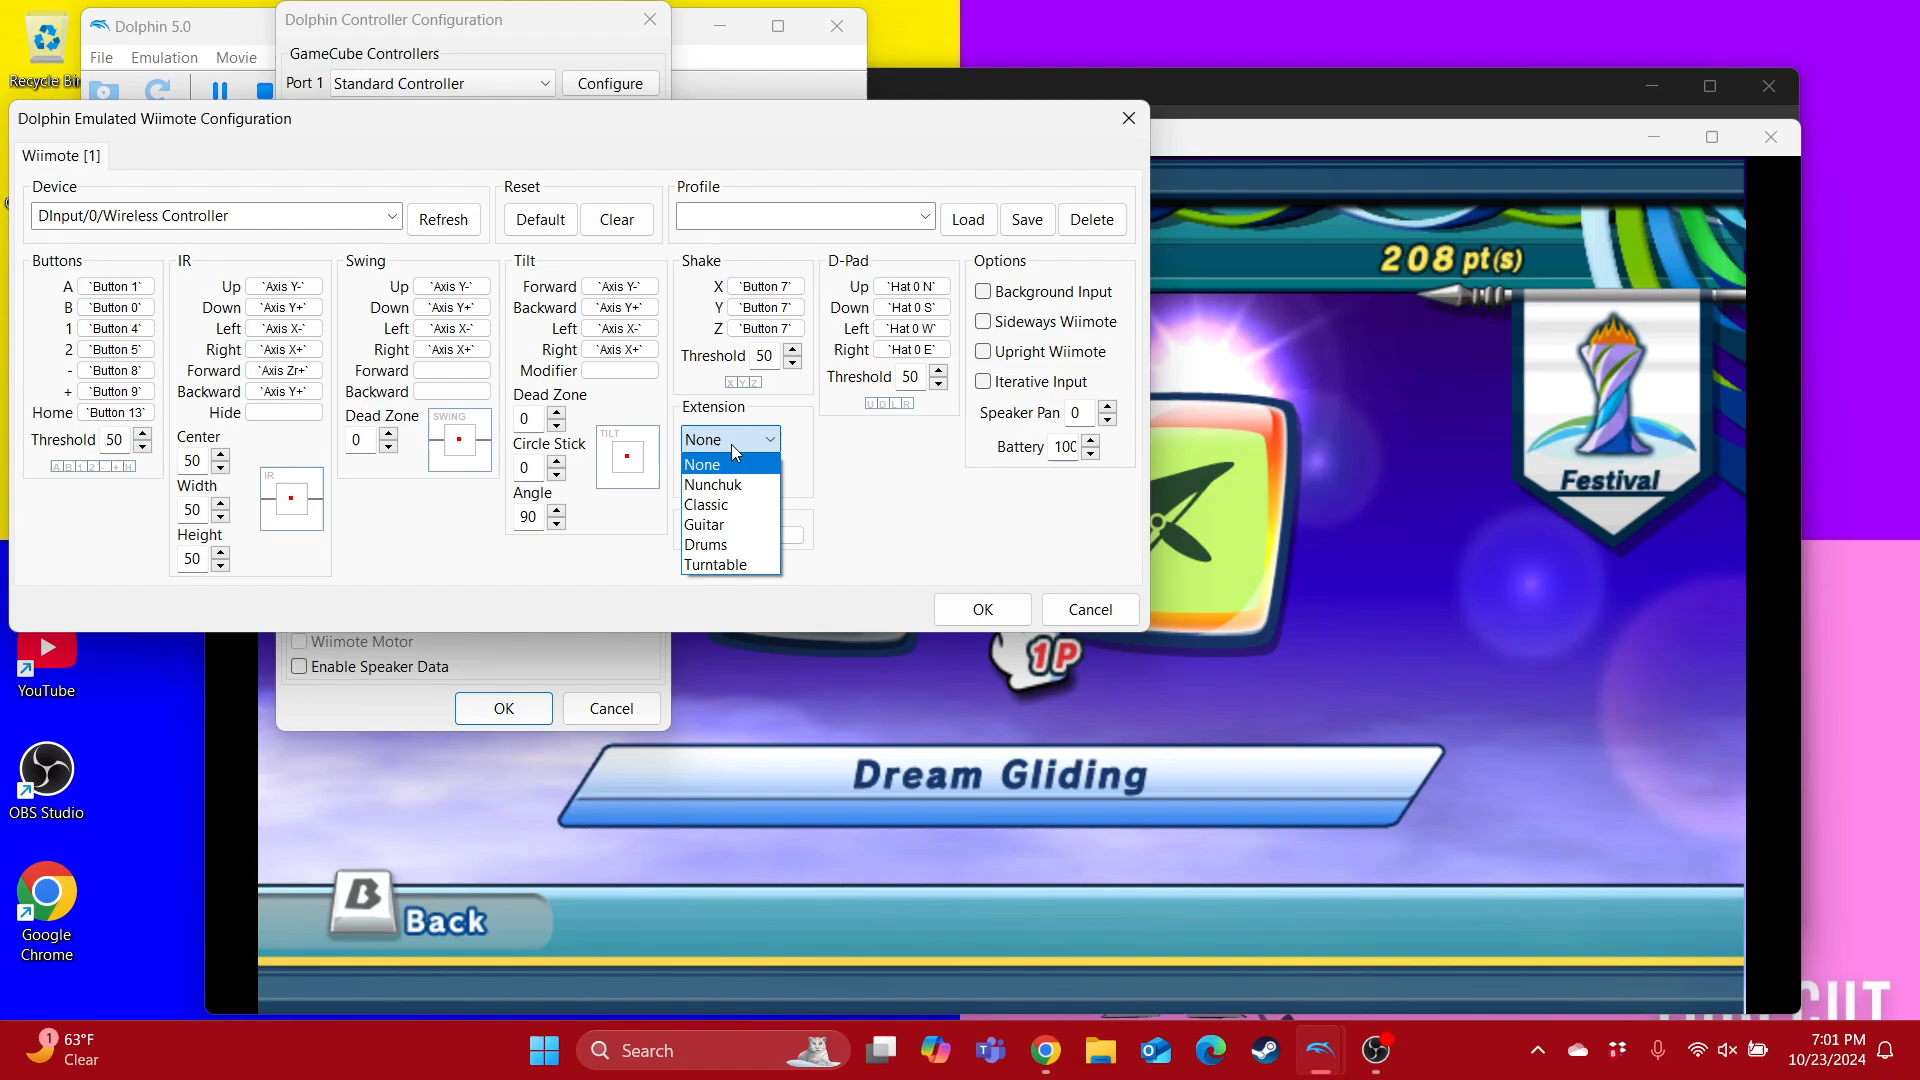 Recycle Bin
Dolphin 5.0
File Emulation Movie
Dolphin Controller Configuration
GameCube Controllers
Port 1 Standard Controller Configure
Dolphin Emulated Wiimote Configuration
Wiimote [1]
Device
DInput/0/Wireless Controller
Refresh
Reset
Default Clear
Profile
Load Save Delete
Buttons
A `Button 1`
B `Button 0`
1 `Button 4`
2 `Button 5`
- `Button 8`
+ `Button 9`
Home `Button 13`
Threshold 50
A B 1 2 - + H
IR
Up `Axis Y-`
Down `Axis Y+`
Left `Axis X-`
Right `Axis X+`
Forward `Axis Zr+`
Backward `Axis Y+`
Hide
Center
50
Width
50
Height
50
IR
Swing
Up `Axis Y-`
Down `Axis Y+`
Left `Axis X-`
Right `Axis X+`
Forward
Backward
Dead Zone
0
SWING
Tilt
Forward `Axis Y-`
Backward `Axis Y+`
Left `Axis X-`
Right `Axis X+`
Modifier
Dead Zone
0
Circle Stick
0
Angle
90
TILT
Shake
X `Button 7`
Y `Button 7`
Z `Button 7`
Threshold 50
X Y Z
Extension
None
None
Nunchuk
Classic
Guitar
Drums
Turntable
D-Pad
Up `Hat 0 N`
Down `Hat 0 S`
Left `Hat 0 W`
Right `Hat 0 E`
Threshold 50
U D L R
Options
Background Input
Sideways Wiimote
Upright Wiimote
Iterative Input
Speaker Pan 0
Battery 100
OK Cancel
Wiimote Motor
Enable Speaker Data
OK Cancel
208 pt(s)
Festival
1P
Dream Gliding
B Back
YouTube
OBS Studio
Google
Chrome
1
63°F
Clear
Search
7:01 PM
10/23/2024